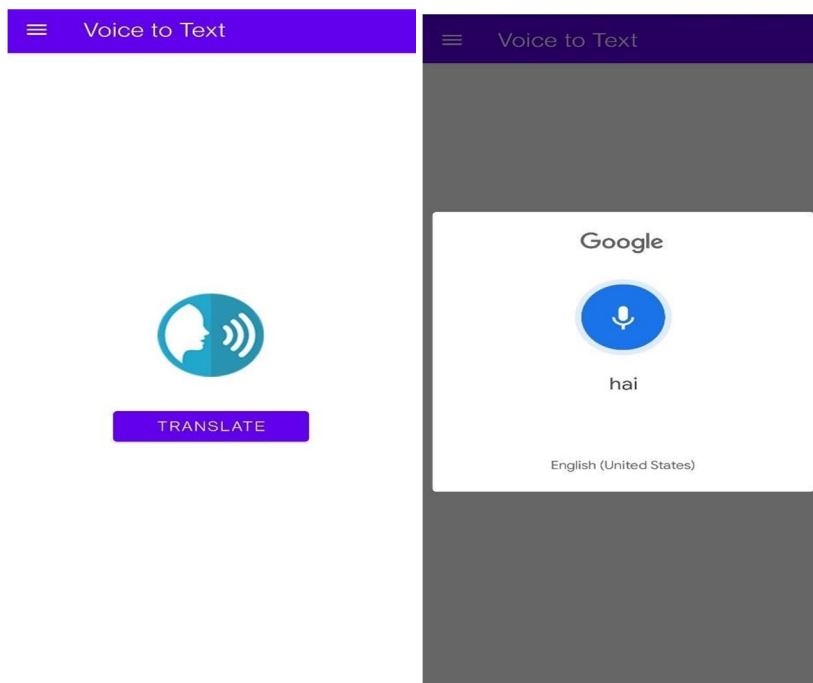 Voice to Text
TRANSLATE
Voice to Text
Google
hai
English (United States)